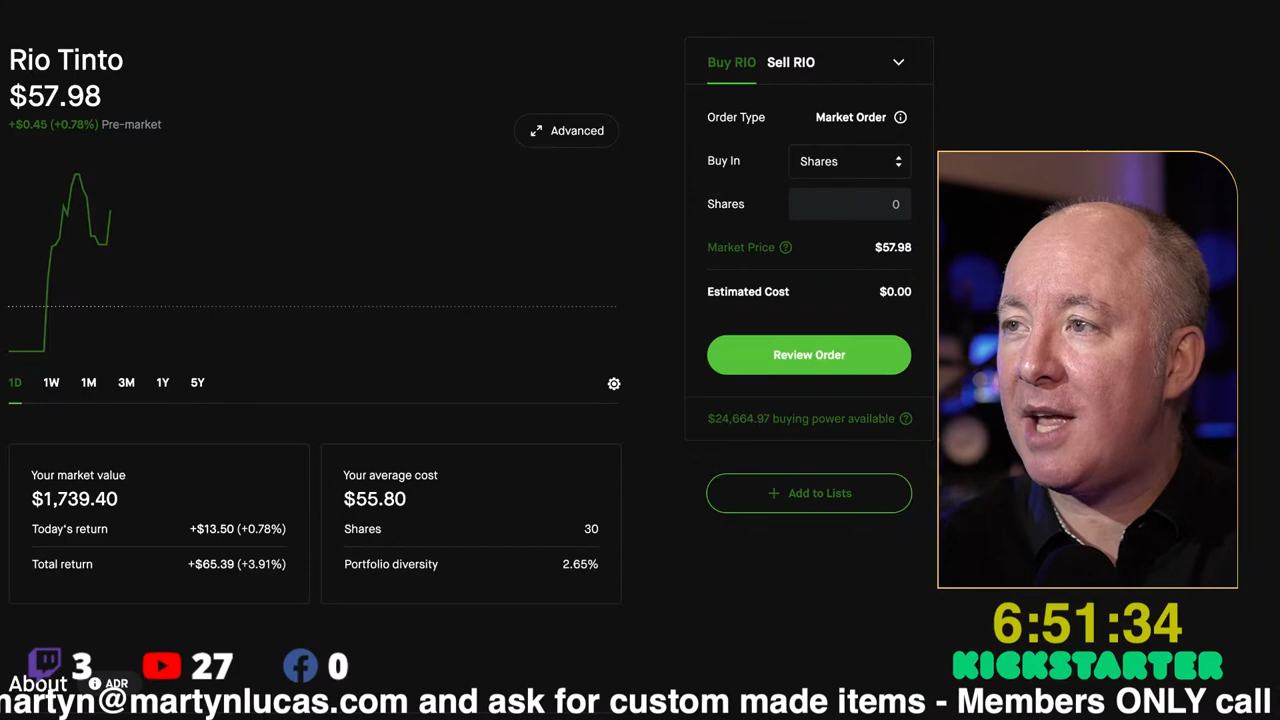 Rio Tinto
$57.98
+$0.45 (+0.78%) Pre-market
Advanced
1D 1W 1M 3M 1Y 5Y
Your market value
$1,739.40
Today's return +$13.50 (+0.78%)
Total return +$65.39 (+3.91%)
Your average cost
$55.80
Shares 30
Portfolio diversity 2.65%
Buy RIO Sell RIO
Order Type Market Order
Buy In Shares
Shares 0
Market Price $57.98
Estimated Cost $0.00
Review Order
$24,664.97 buying power available
+ Add to Lists
6:51:34
KICKSTARTER
3 27 0
About ADR
martyn@martynlucas.com and ask for custom made items - Members ONLY call